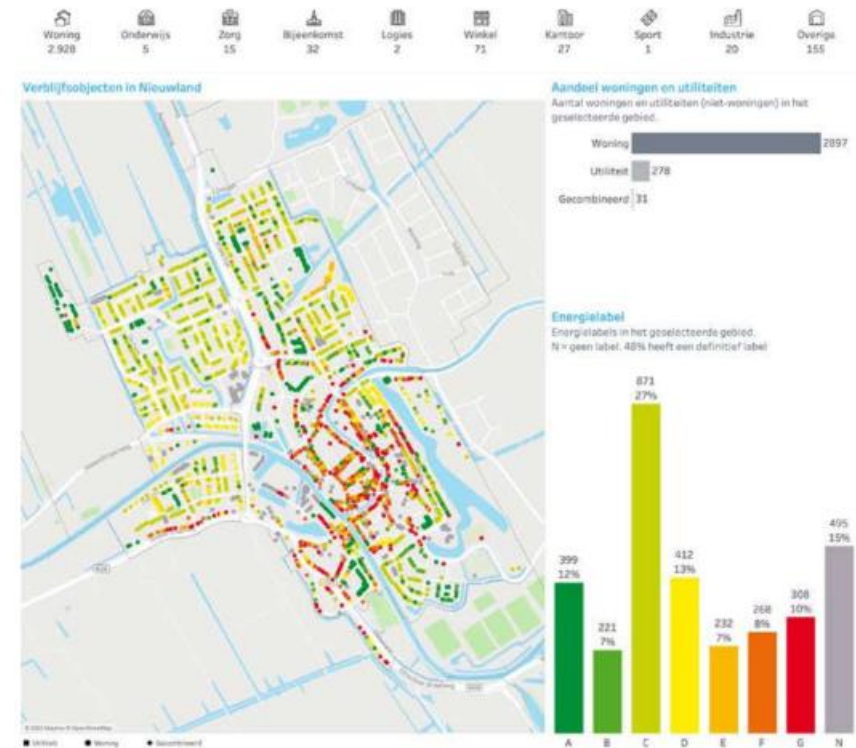 Woning
Onderwijs
Zorg
Bijeenkomst
Logies
Winkel
Kantoor
Sport
Industrie
Overige
2.928
5
15
32
2
71
27
1
20
155
Verblijfsobjecten in Nieuwland
Aandeel woningen en utiliteiten
Aantal woningen en utiliteiten (niet-woningen) in het
geselecteerde gebied.
Woning 2897
Utiliteit 278
Gecombineerd 31
Energielabel
Energielabels in het geselecteerde gebied.
N = geen label. 48% heeft een definitief label
871
27%
495
15%
399
12%
412
13%
308
10%
268
8%
221
7%
232
7%
A B C D E F G N
© 2022 Mapbox © OpenStreetMap
Utiliteit Woning Gecombineerd